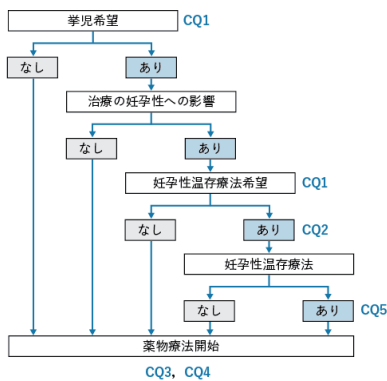 挙児希望 CQ1
なし あり
治療の妊孕性への影響
なし あり
妊孕性温存療法希望 CQ1
なし あり CQ2
妊孕性温存療法
なし あり CQ5
薬物療法開始
CQ3，CQ4